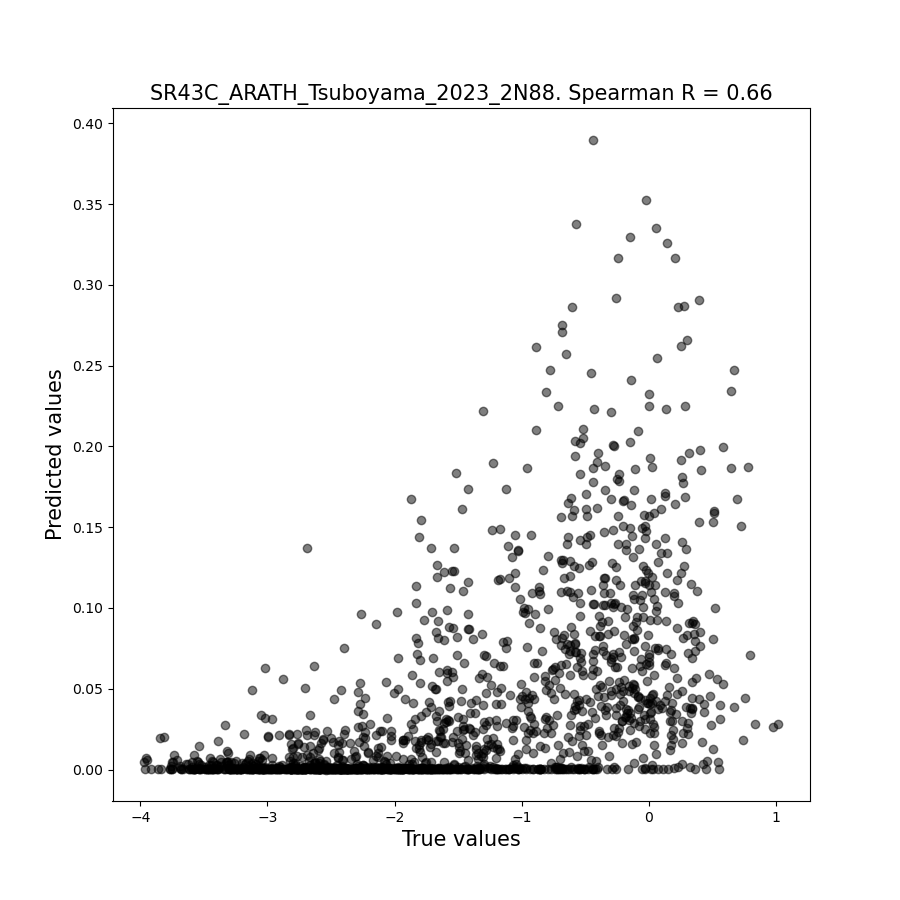 SR43C_ARATH_Tsuboyama_2023_2N88. Spearman R = 0.66
0.40
0.35
0.30
0.25
0.20
0.15
0.10
0.05
0.00
Predicted values
−4 −3 −2 −1 0 1
True values